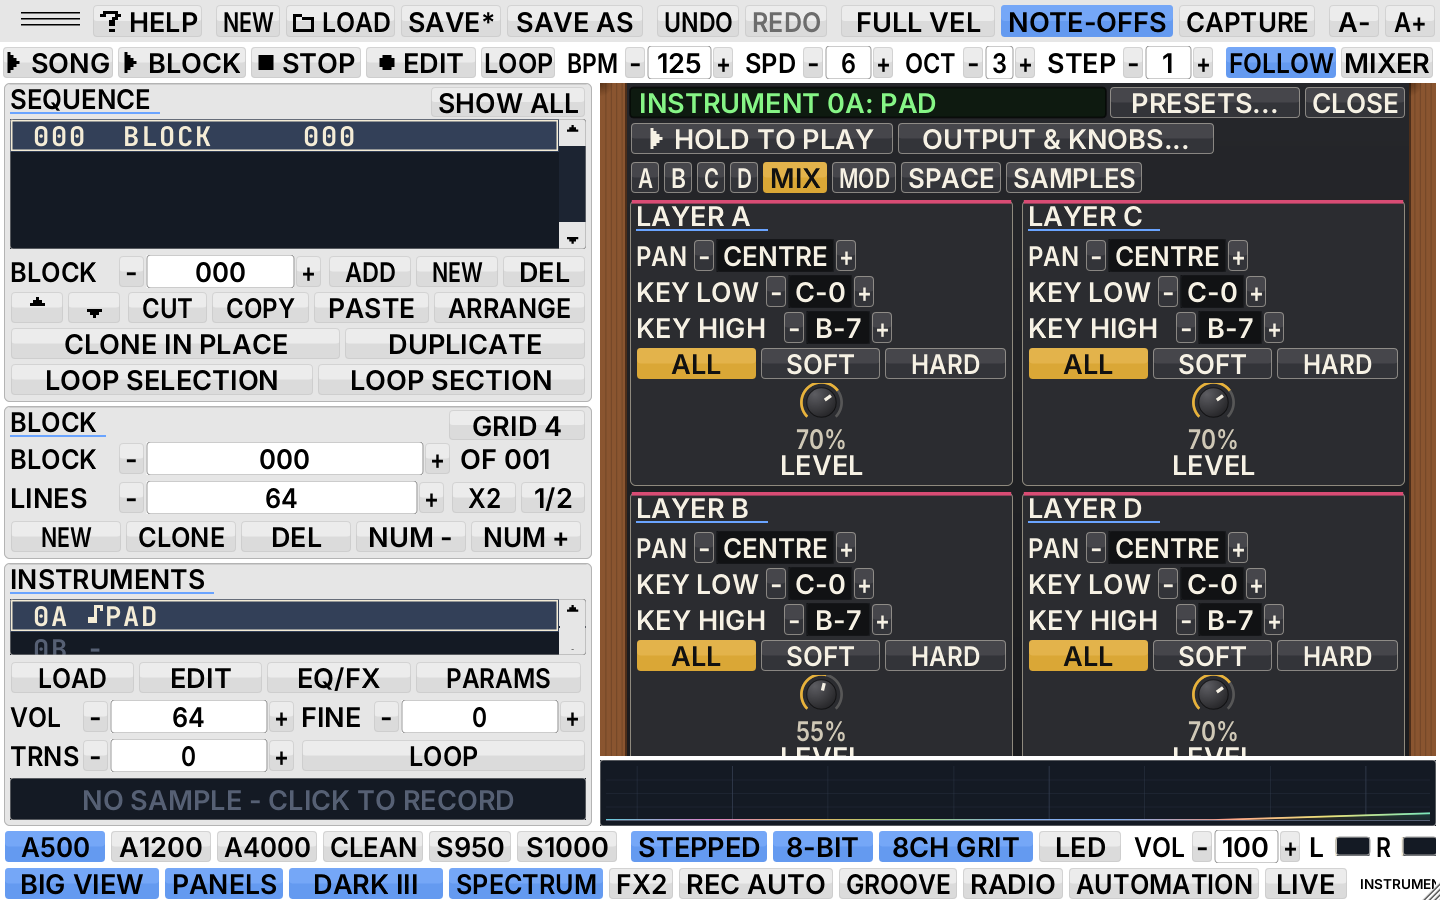 ? HELP NEW LOAD SAVE* SAVE AS UNDO REDO FULL VEL NOTE-OFFS CAPTURE A- A+
SONG BLOCK STOP EDIT LOOP BPM - 125 + SPD - 6 + OCT - 3 + STEP - 1 + FOLLOW MIXER
SEQUENCE SHOW ALL
000 BLOCK 000
BLOCK - 000 + ADD NEW DEL
CUT COPY PASTE ARRANGE
CLONE IN PLACE DUPLICATE
LOOP SELECTION LOOP SECTION
BLOCK GRID 4
BLOCK - 000 + OF 001
LINES - 64 + X2 1/2
NEW CLONE DEL NUM - NUM +
INSTRUMENTS
0A PAD
0B -
LOAD EDIT EQ/FX PARAMS
VOL - 64 + FINE - 0 +
TRNS - 0 + LOOP
NO SAMPLE - CLICK TO RECORD
INSTRUMENT 0A: PAD PRESETS... CLOSE
HOLD TO PLAY OUTPUT & KNOBS...
A B C D MIX MOD SPACE SAMPLES
LAYER A
PAN - CENTRE +
KEY LOW - C-0 +
KEY HIGH - B-7 +
ALL SOFT HARD
70%
LEVEL
LAYER C
PAN - CENTRE +
KEY LOW - C-0 +
KEY HIGH - B-7 +
ALL SOFT HARD
70%
LEVEL
LAYER B
PAN - CENTRE +
KEY LOW - C-0 +
KEY HIGH - B-7 +
ALL SOFT HARD
55%
LEVEL
LAYER D
PAN - CENTRE +
KEY LOW - C-0 +
KEY HIGH - B-7 +
ALL SOFT HARD
70%
LEVEL
A500 A1200 A4000 CLEAN S950 S1000 STEPPED 8-BIT 8CH GRIT LED VOL - 100 + L R
BIG VIEW PANELS DARK III SPECTRUM FX2 REC AUTO GROOVE RADIO AUTOMATION LIVE INSTRUMEN